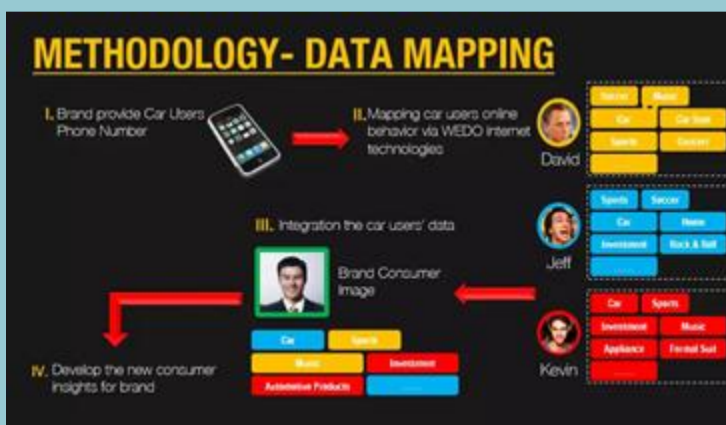 METHODOLOGY- DATA MAPPING
I. Brand provide Car Users
Phone Number
II. Mapping car users online
behavior via WEDO internet
technologies
David
Soccer Music
Car
Sports
Sports Soccer
Car Home
Investment Rock & Roll
Jeff
III. Integration the car users' data
Brand Consumer
Image
Car Sports
Music Investment
Automotive Products ......
Car Sports
Investment Music
Appliance Formal Suit
Kevin
IV. Develop the new consumer
insights for brand